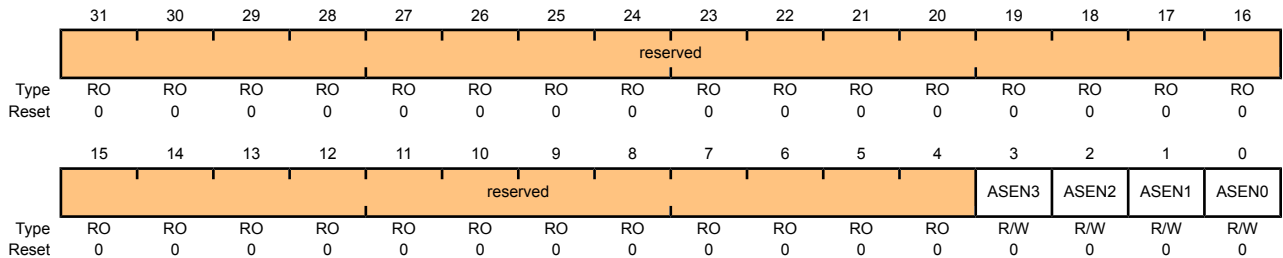 31 30 29 28 27 26 25 24 23 22 21 20 19 18 17 16
reserved
Type RO RO RO RO RO RO RO RO RO RO RO RO RO RO RO RO
Reset 0 0 0 0 0 0 0 0 0 0 0 0 0 0 0 0
15 14 13 12 11 10 9 8 7 6 5 4 3 2 1 0
reserved ASEN3 ASEN2 ASEN1 ASEN0
Type RO RO RO RO RO RO RO RO RO RO RO RO R/W R/W R/W R/W
Reset 0 0 0 0 0 0 0 0 0 0 0 0 0 0 0 0